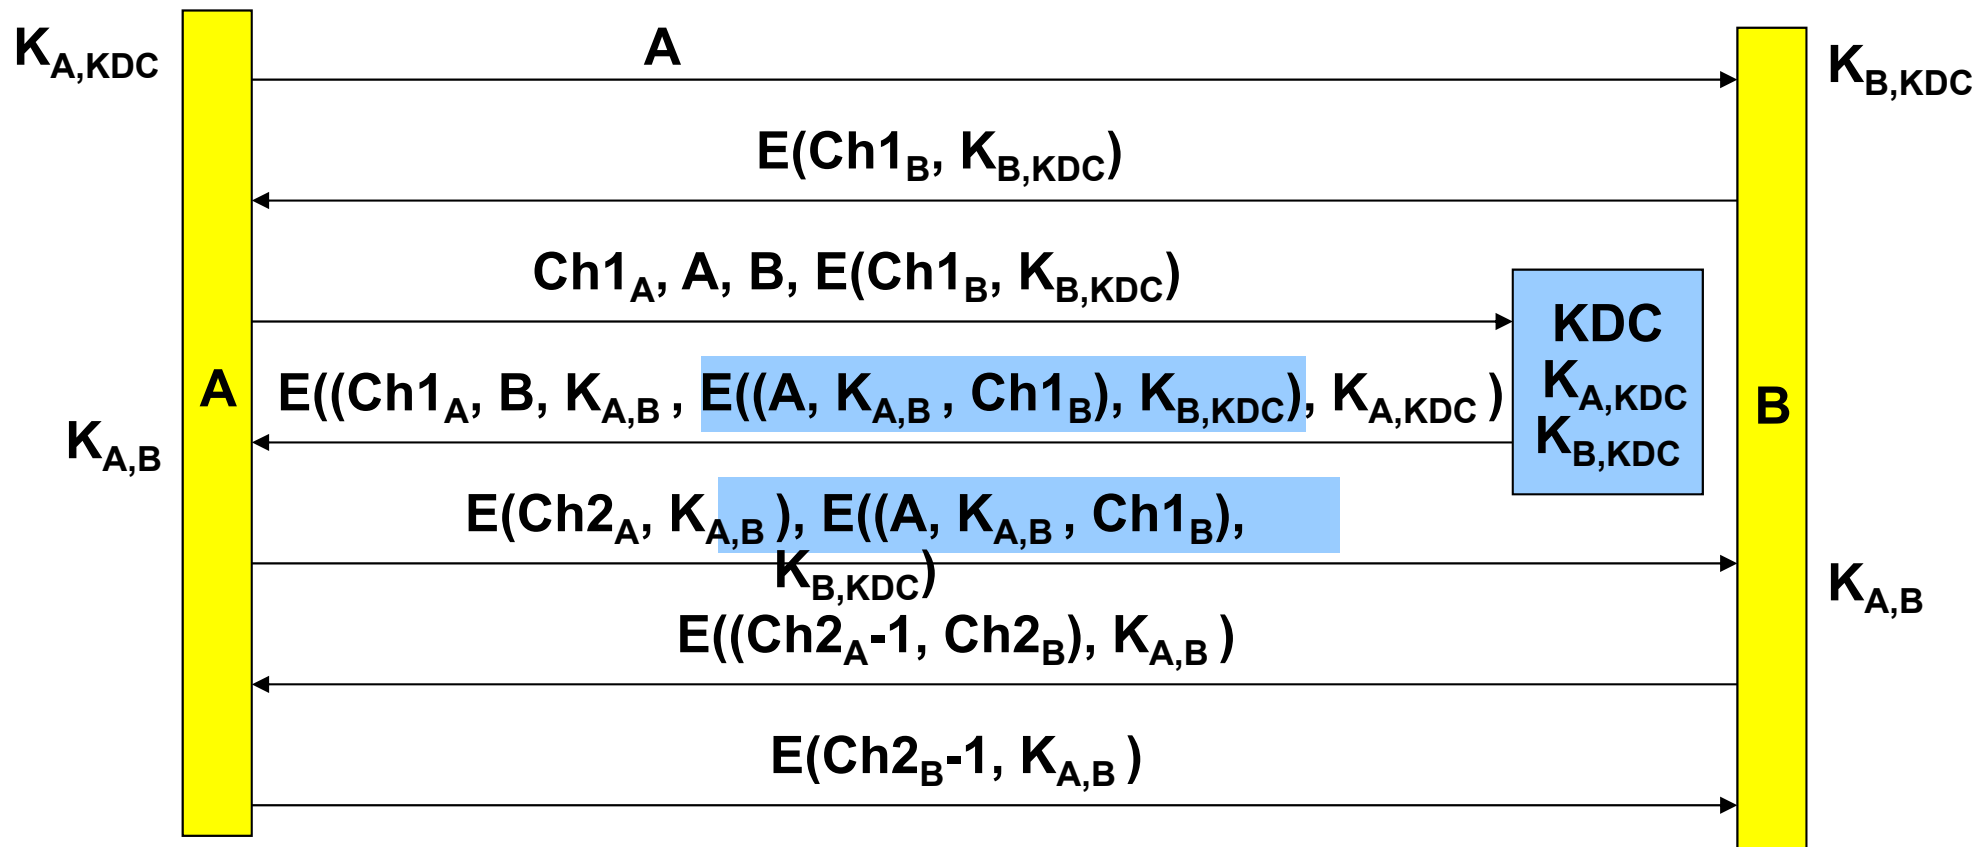 K_A,KDC
A
K_B,KDC
E(Ch1_B, K_B,KDC)
Ch1_A, A, B, E(Ch1_B, K_B,KDC)
KDC
K_A,KDC
K_B,KDC
A
E((Ch1_A, B, K_A,B , E((A, K_A,B , Ch1_B), K_B,KDC), K_A,KDC )
B
K_A,B
E(Ch2_A, K_A,B ), E((A, K_A,B , Ch1_B),
K_B,KDC)
K_A,B
E((Ch2_A-1, Ch2_B), K_A,B )
E(Ch2_B-1, K_A,B )